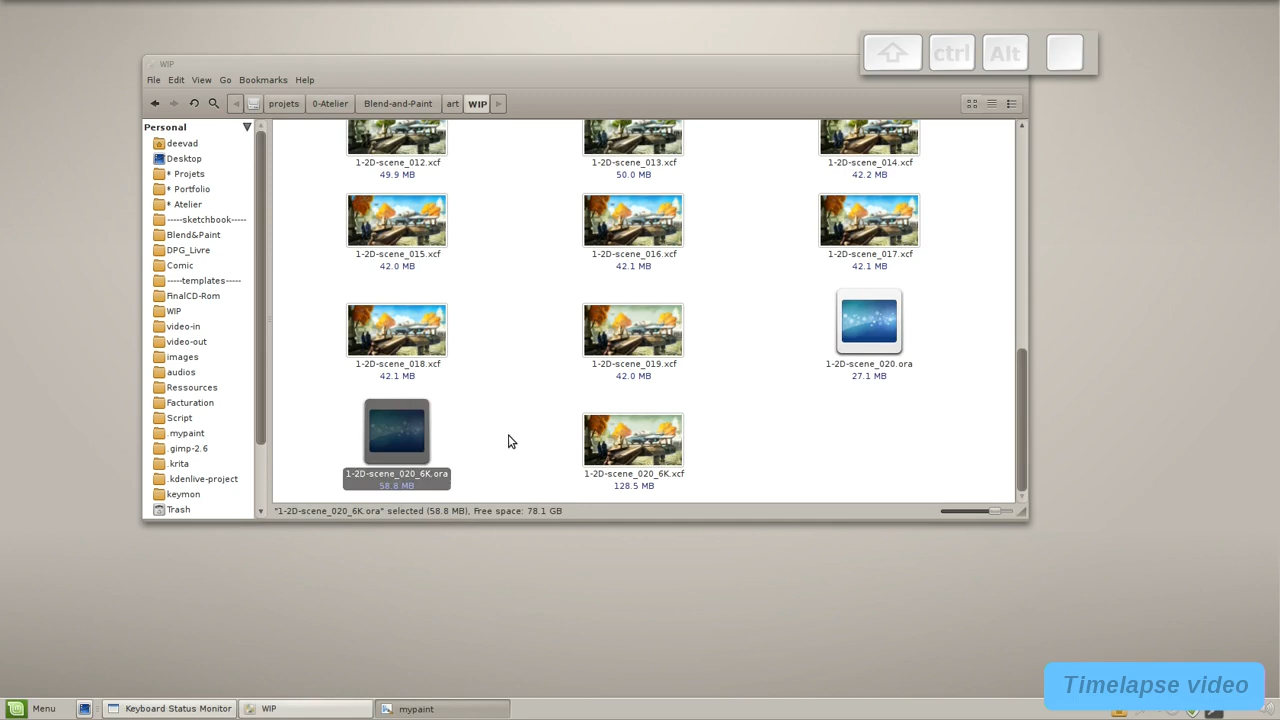 ctrl
Alt
WIP
File Edit View Go Bookmarks Help
projets 0-Atelier Blend-and-Paint art WIP
Personal
deevad
Desktop
* Projets
* Portfolio
* Atelier
-----sketchbook-----
Blend&Paint
DPG_Livre
Comic
-----templates-----
FinalCD-Rom
WIP
video-in
video-out
images
audios
Ressources
Facturation
Script
.mypaint
.gimp-2.6
.krita
.kdenlive-project
keymon
Trash
1-2D-scene_012.xcf
49.9 MB
1-2D-scene_013.xcf
50.0 MB
1-2D-scene_014.xcf
42.2 MB
1-2D-scene_015.xcf
42.0 MB
1-2D-scene_016.xcf
42.1 MB
1-2D-scene_017.xcf
42.1 MB
1-2D-scene_018.xcf
42.1 MB
1-2D-scene_019.xcf
42.0 MB
1-2D-scene_020.ora
27.1 MB
1-2D-scene_020_6K.ora
58.8 MB
1-2D-scene_020_6K.xcf
128.5 MB
"1-2D-scene_020_6K.ora" selected (58.8 MB), Free space: 78.1 GB
Timelapse video
Menu Keyboard Status Monitor WIP mypaint